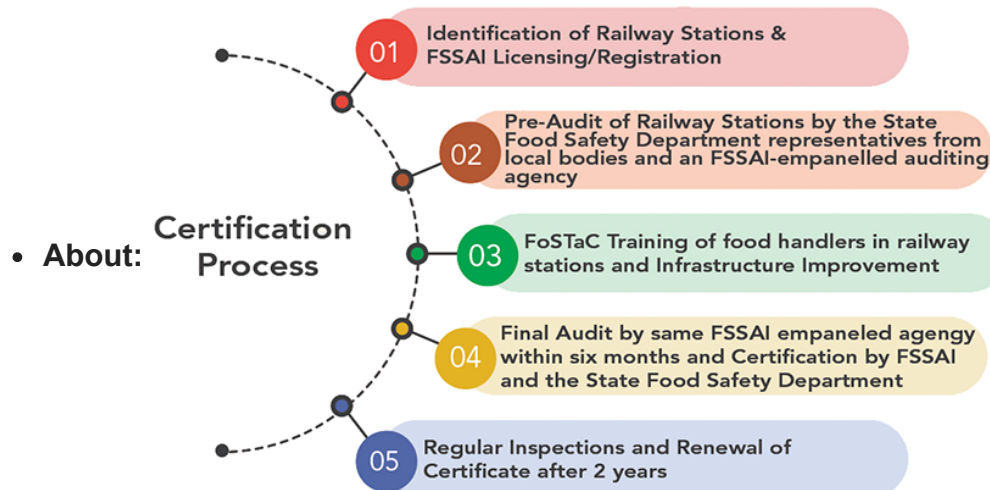 • About:
Certification
Process
01
Identification of Railway Stations &
FSSAI Licensing/Registration
02
Pre-Audit of Railway Stations by the State
Food Safety Department representatives from
local bodies and an FSSAI-empanelled auditing
agency
03
FoSTaC Training of food handlers in railway
stations and Infrastructure Improvement
04
Final Audit by same FSSAI empaneled agengy
within six months and Certification by FSSAI
and the State Food Safety Department
05
Regular Inspections and Renewal of
Certificate after 2 years